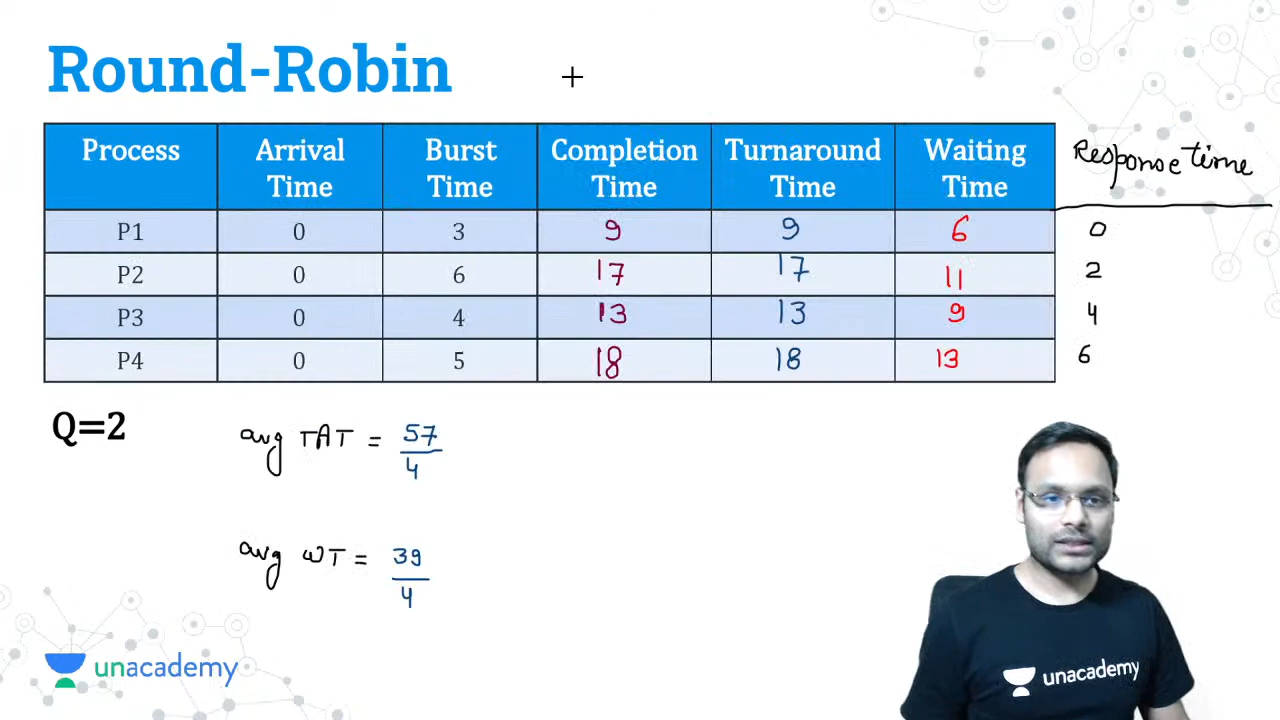 Round-Robin
Process Arrival Time Burst Time Completion Time Turnaround Time Waiting Time Response time
P1 0 3 9 9 6 0
P2 0 6 17 17 11 2
P3 0 4 13 13 9 4
P4 0 5 18 18 13 6
Q=2
avg TAT = 57/4
avg WT = 39/4
unacademy
unacademy